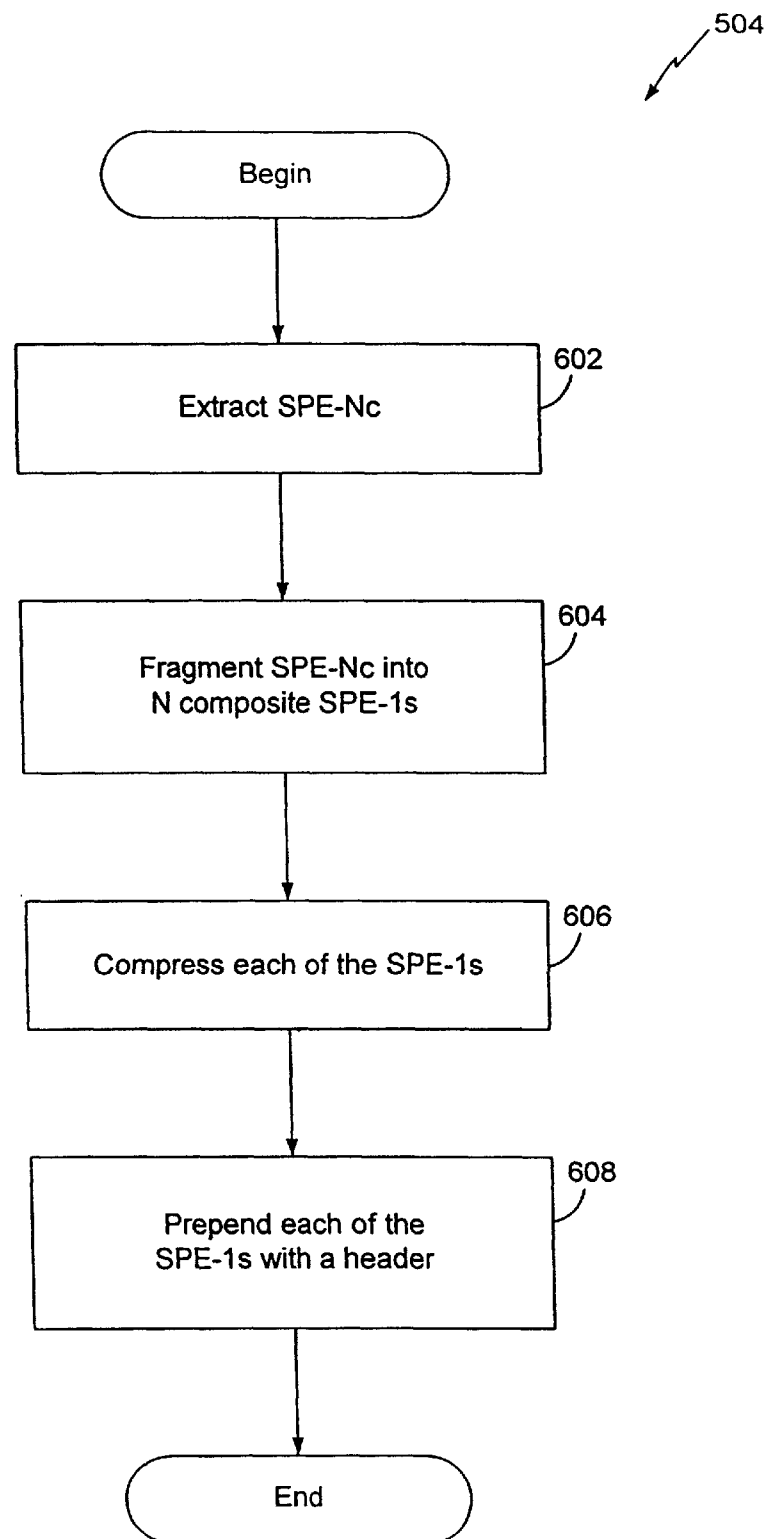 504
Begin
602
Extract SPE-Nc
604
Fragment SPE-Nc into
N composite SPE-1s
606
Compress each of the SPE-1s
608
Prepend each of the
SPE-1s with a header
End